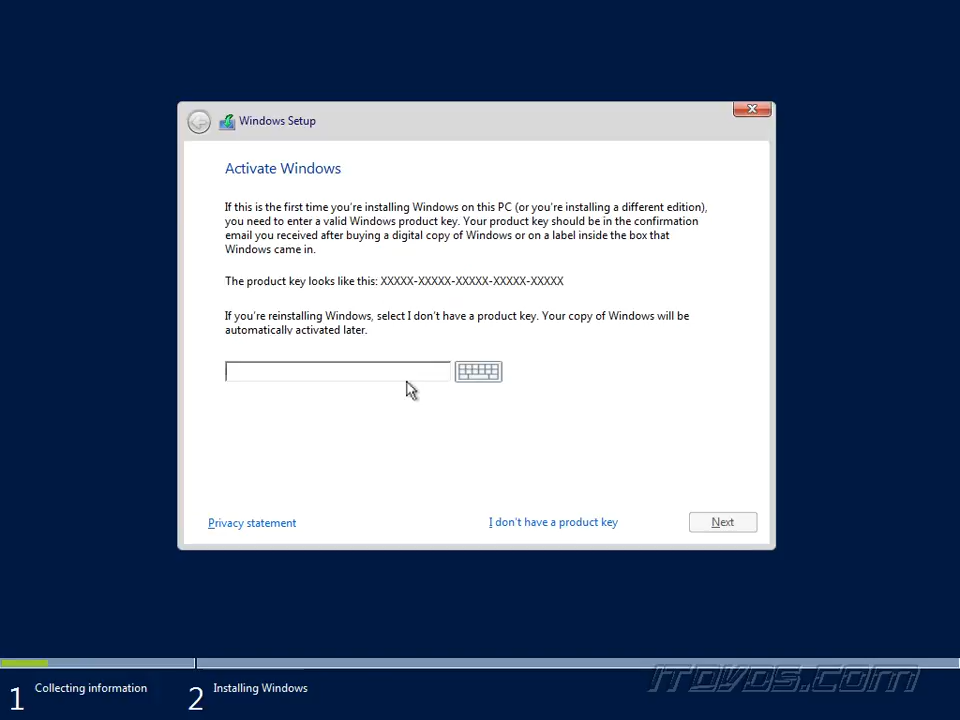 Windows Setup
Activate Windows
If this is the first time you're installing Windows on this PC (or you're installing a different edition),
you need to enter a valid Windows product key. Your product key should be in the confirmation
email you received after buying a digital copy of Windows or on a label inside the box that
Windows came in.
The product key looks like this: XXXXX-XXXXX-XXXXX-XXXXX-XXXXX
If you're reinstalling Windows, select I don't have a product key. Your copy of Windows will be
automatically activated later.
Privacy statement
I don't have a product key
Next
1 Collecting information
2 Installing Windows
ITDVDS.COM